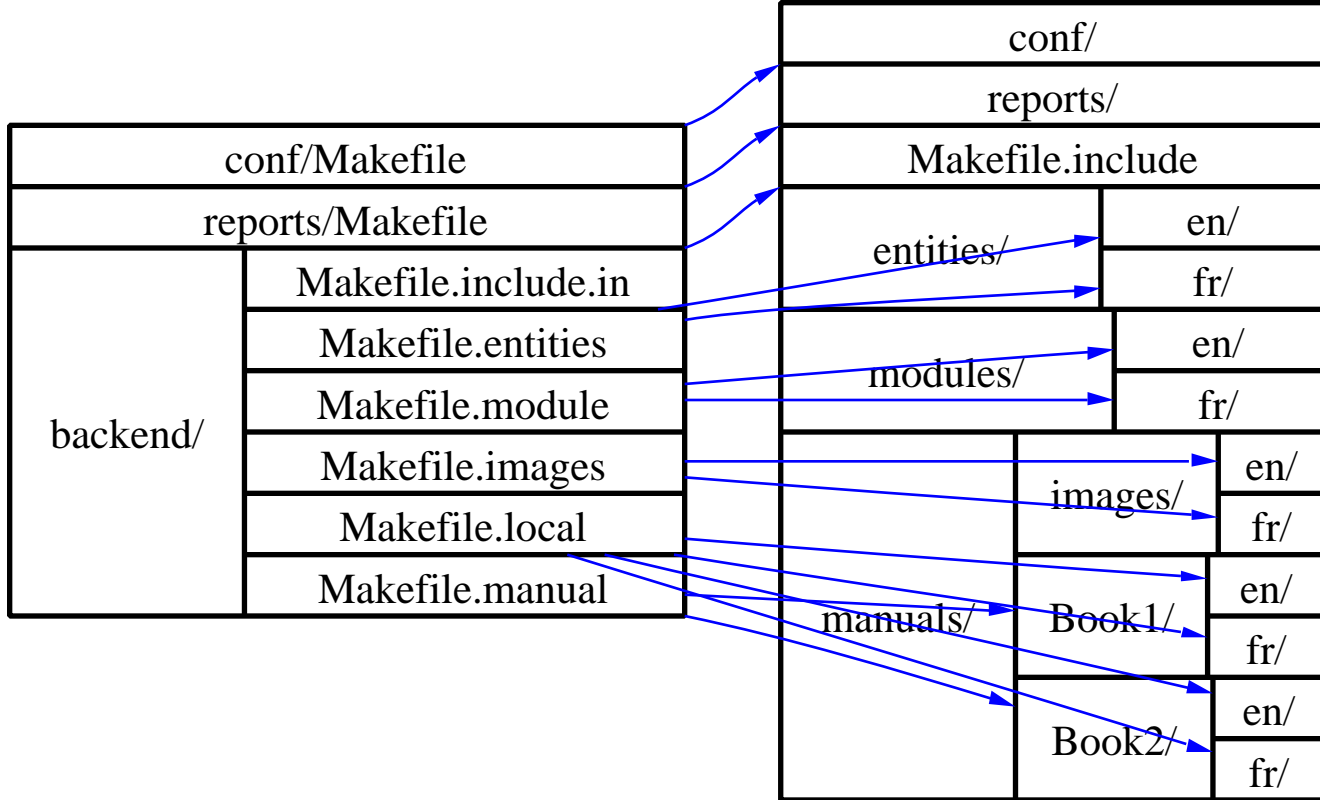 conf/Makefile
reports/Makefile
backend/
Makefile.include.in
Makefile.entities
Makefile.module
Makefile.images
Makefile.local
Makefile.manual
conf/
reports/
Makefile.include
entities/
en/
fr/
modules/
en/
fr/
manuals/
images/
en/
fr/
Book1/
en/
fr/
Book2/
en/
fr/